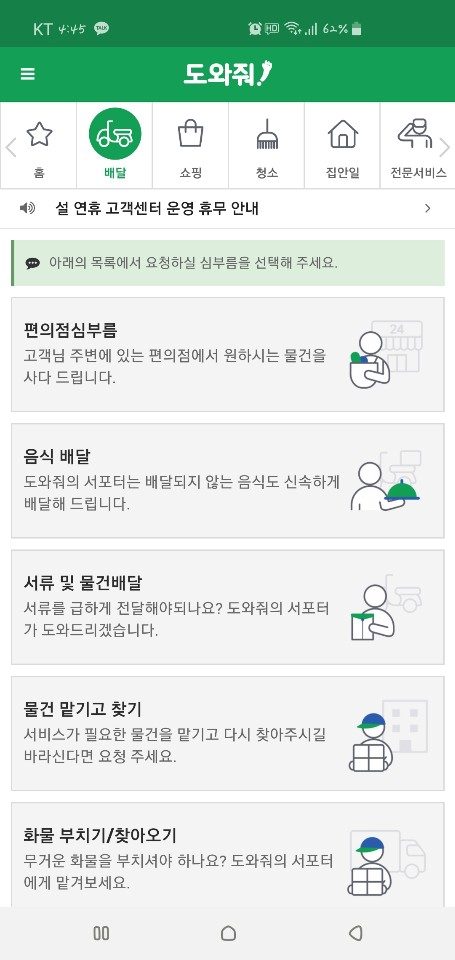 KT 4:45 TALK HD 62%
도와줘!
홈 배달 쇼핑 청소 집안일 전문서비스
설 연휴 고객센터 운영 휴무 안내
아래의 목록에서 요청하실 심부름을 선택해 주세요.
편의점심부름
고객님 주변에 있는 편의점에서 원하시는 물건을
사다 드립니다.
24
음식 배달
도와줘의 서포터는 배달되지 않는 음식도 신속하게
배달해 드립니다.
서류 및 물건배달
서류를 급하게 전달해야되나요? 도와줘의 서포터
가 도와드리겠습니다.
물건 맡기고 찾기
서비스가 필요한 물건을 맡기고 다시 찾아주시길
바라신다면 요청 주세요.
화물 부치기/찾아오기
무거운 화물을 부치셔야 하나요? 도와줘의 서포터
에게 맡겨보세요.